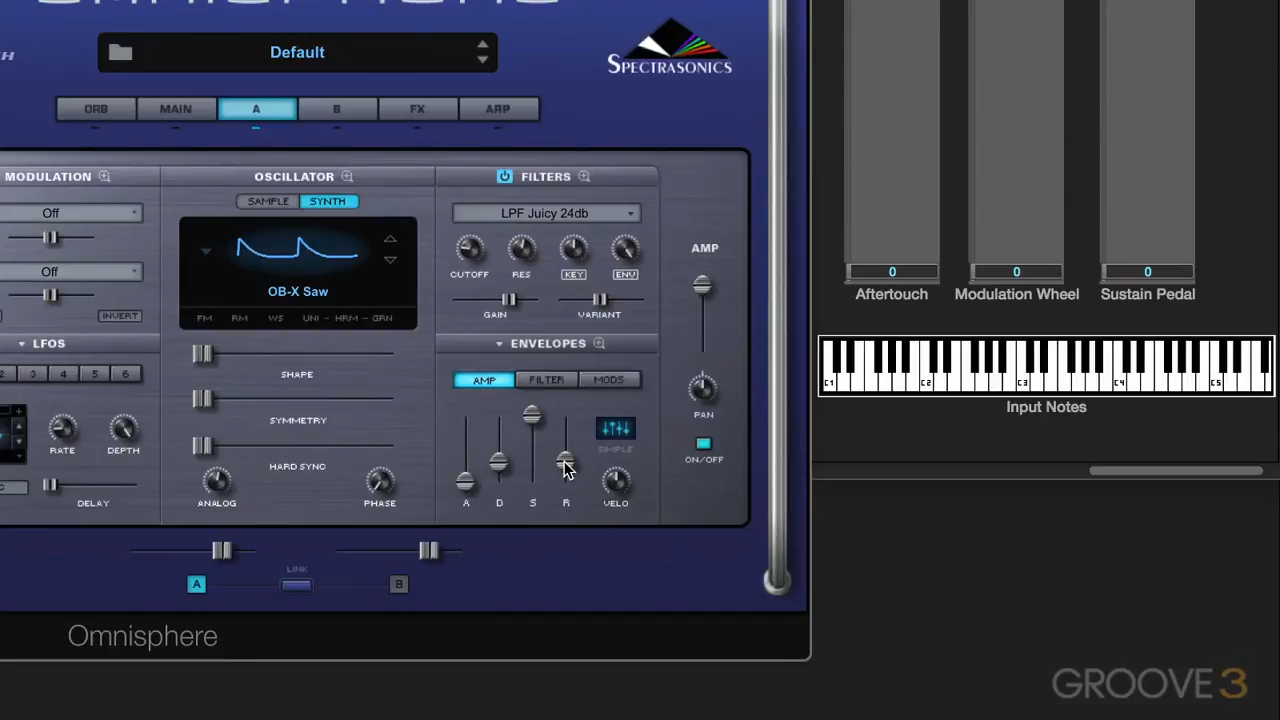 Default
SPECTRASONICS
ORB MAIN A B FX ARP
MODULATION
OSCILLATOR
FILTERS
SAMPLE SYNTH
Off
LPF Juicy 24db
AMP
CUTOFF RES KEY ENV
Off
OB-X Saw
GAIN VARIANT
INVERT
FM RM WS UNI - HRM - GRN
LFOS
ENVELOPES
2 3 4 5 6
SHAPE
AMP FILTER MODS
PAN
SYMMETRY
RATE DEPTH
SIMPLE
ON/OFF
HARD SYNC
C
DELAY
ANALOG PHASE
A D S R VELO
LINK
A B
Omnisphere
0 0 0
Aftertouch Modulation Wheel Sustain Pedal
C1 C2 C3 C4 C5
Input Notes
GROOVE3